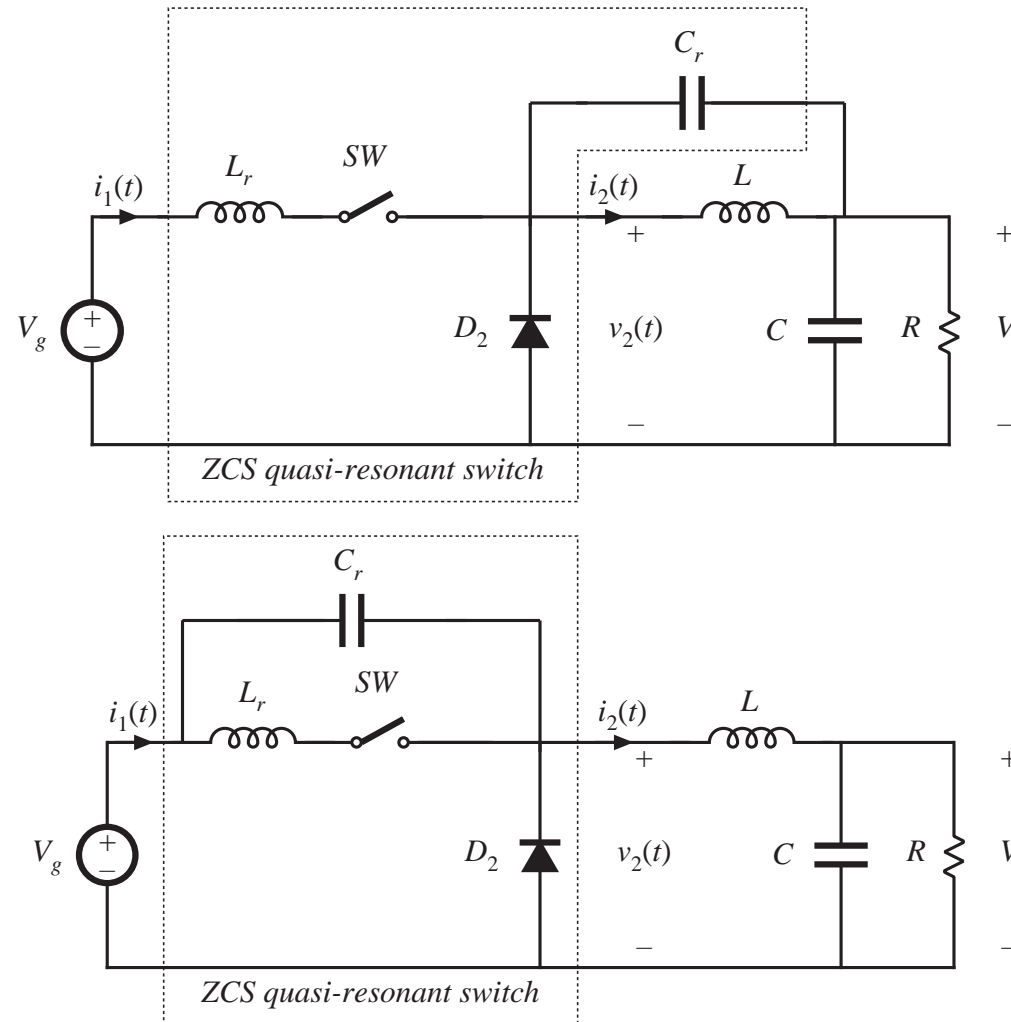 C_r
L_r
SW
i_1(t)
i_2(t)
L
+
V_g
+
–
D_2
v_2(t)
C
R
+
V
–
–
ZCS quasi-resonant switch
C_r
L_r
SW
i_1(t)
i_2(t)
L
+
V_g
+
–
D_2
v_2(t)
C
R
+
V
–
–
ZCS quasi-resonant switch